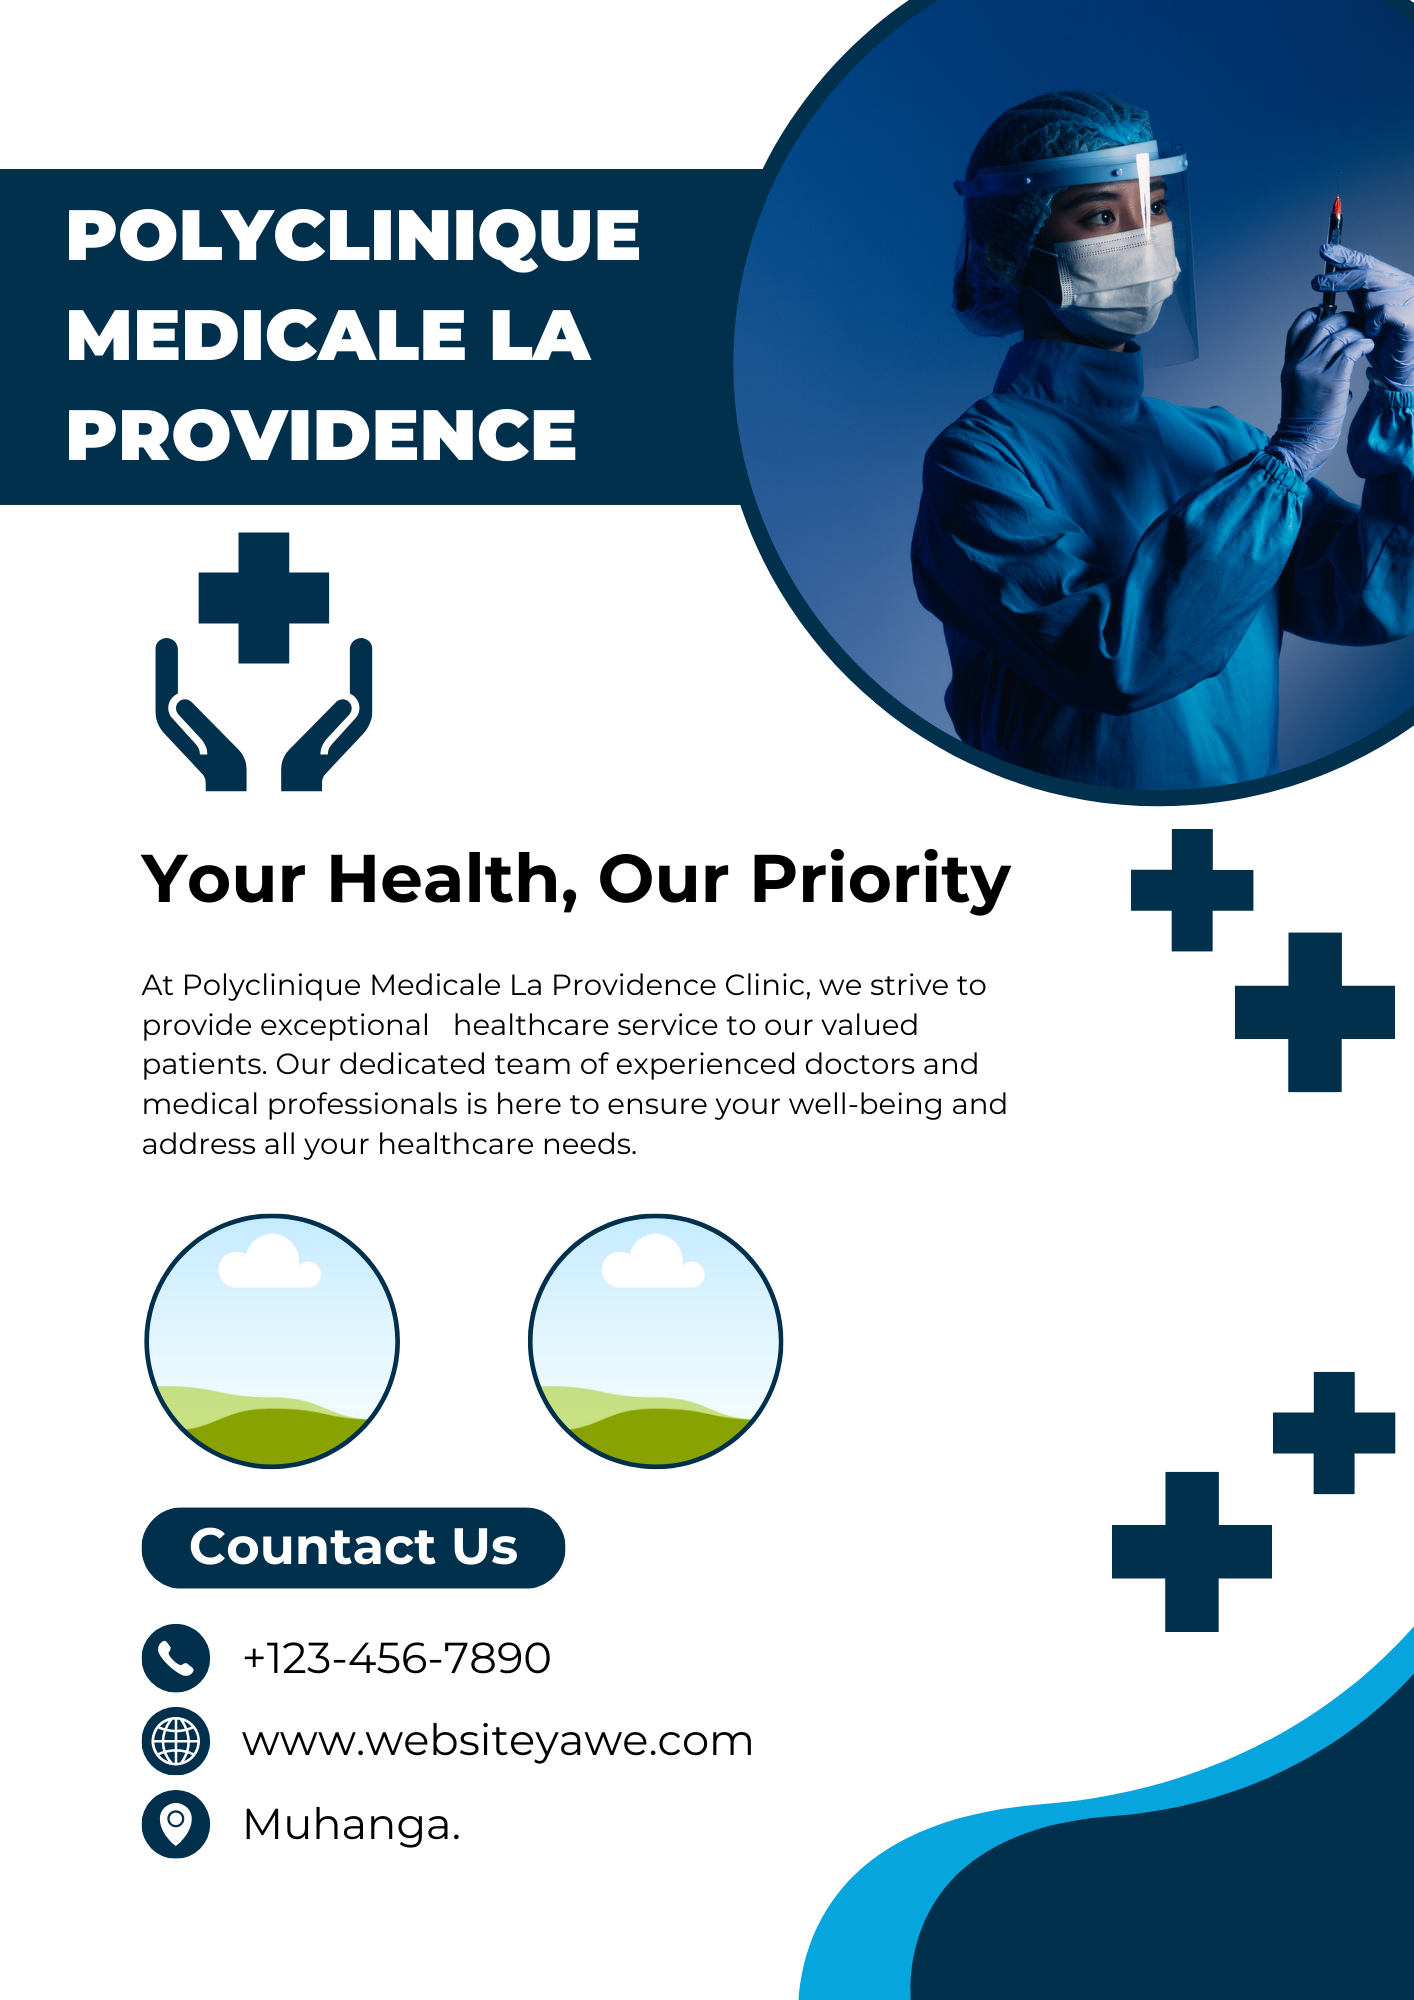 POLYCLINIQUE
MEDICALE LA
PROVIDENCE
Your Health, Our Priority
At Polyclinique Medicale La Providence Clinic, we strive to
provide exceptional   healthcare service to our valued
patients. Our dedicated team of experienced doctors and
medical professionals is here to ensure your well-being and
address all your healthcare needs.
Countact Us
+123-456-7890
www.websiteyawe.com
Muhanga.